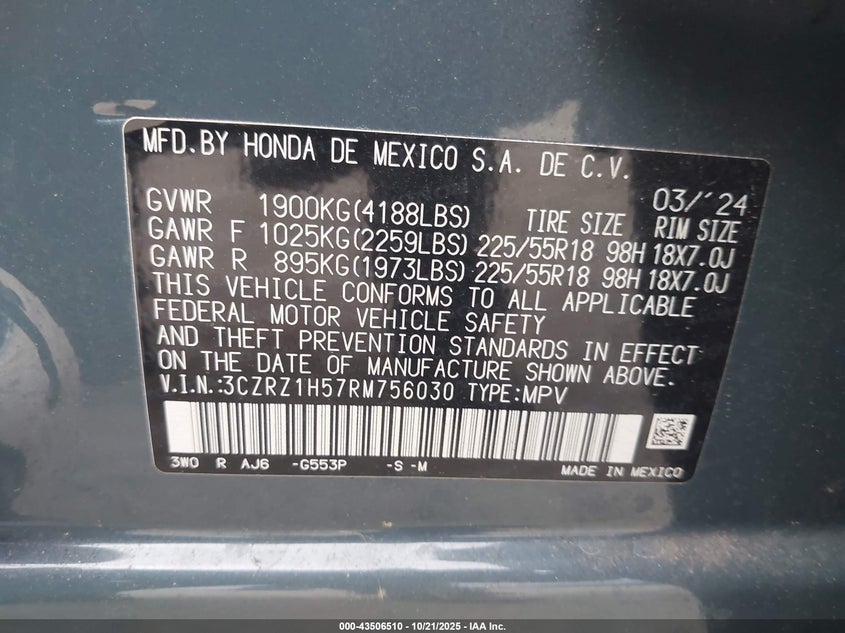 MFD.BY HONDA DE MEXICO S.A. DE C.V.
03/'24
GVWR 1900KG(4188LBS) TIRE SIZE RIM SIZE
GAWR F 1025KG(2259LBS) 225/55R18 98H 18X7.0J
GAWR R 895KG(1973LBS) 225/55R18 98H 18X7.0J
THIS VEHICLE CONFORMS TO ALL APPLICABLE
FEDERAL MOTOR VEHICLE SAFETY
AND THEFT PREVENTION STANDARDS IN EFFECT
ON THE DATE OF MANUFACTURE SHOWN ABOVE.
V.I.N.:3CZRZ1H57RM756030 TYPE:MPV
3W0 R AJ6 -G553P -S -M MADE IN MEXICO
000-43506510 - 10/21/2025 - IAA Inc.